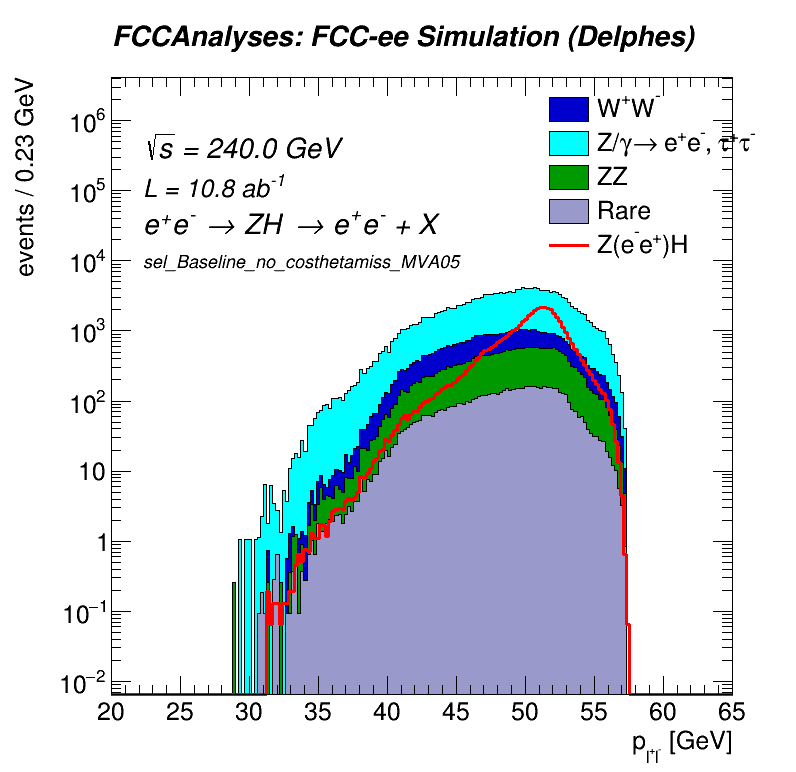 FCCAnalyses: FCC-ee Simulation (Delphes)
events / 0.23 GeV
√s = 240.0 GeV
L = 10.8 ab⁻¹
e⁺e⁻ → ZH → e⁺e⁻ + X
sel_Baseline_no_costhetamiss_MVA05
W⁺W⁻
Z/γ→ e⁺e⁻, τ⁺τ⁻
ZZ
Rare
Z(e⁻e⁺)H
10⁶
10⁵
10⁴
10³
10²
10
1
10⁻¹
10⁻²
20 25 30 35 40 45 50 55 60 65
p_{l⁺l⁻} [GeV]